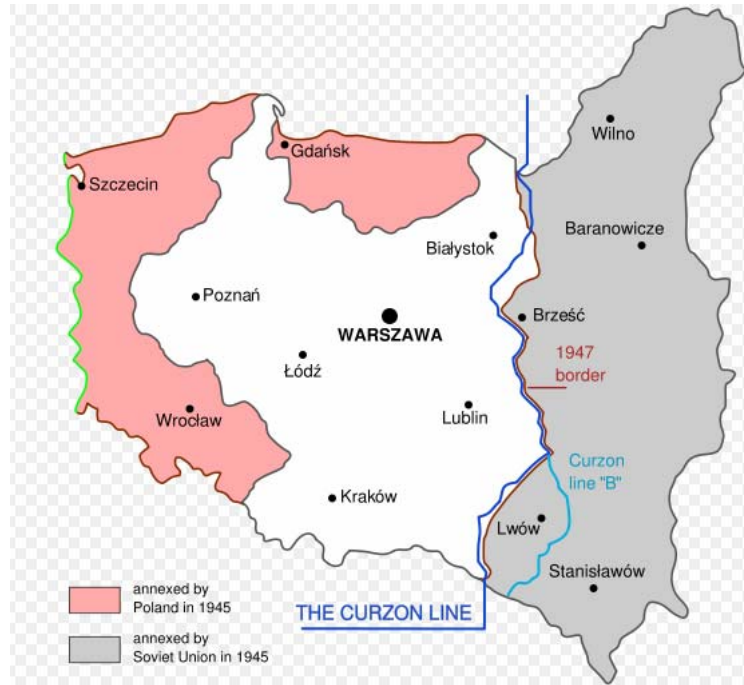 Wilno
Gdańsk
Szczecin
Baranowicze
Białystok
Poznań
Brześć
WARSZAWA
1947
border
Łódź
Wrocław
Lublin
Curzon
line "B"
Kraków
Lwów
Stanisławów
annexed by
Poland in 1945
THE CURZON LINE
annexed by
Soviet Union in 1945